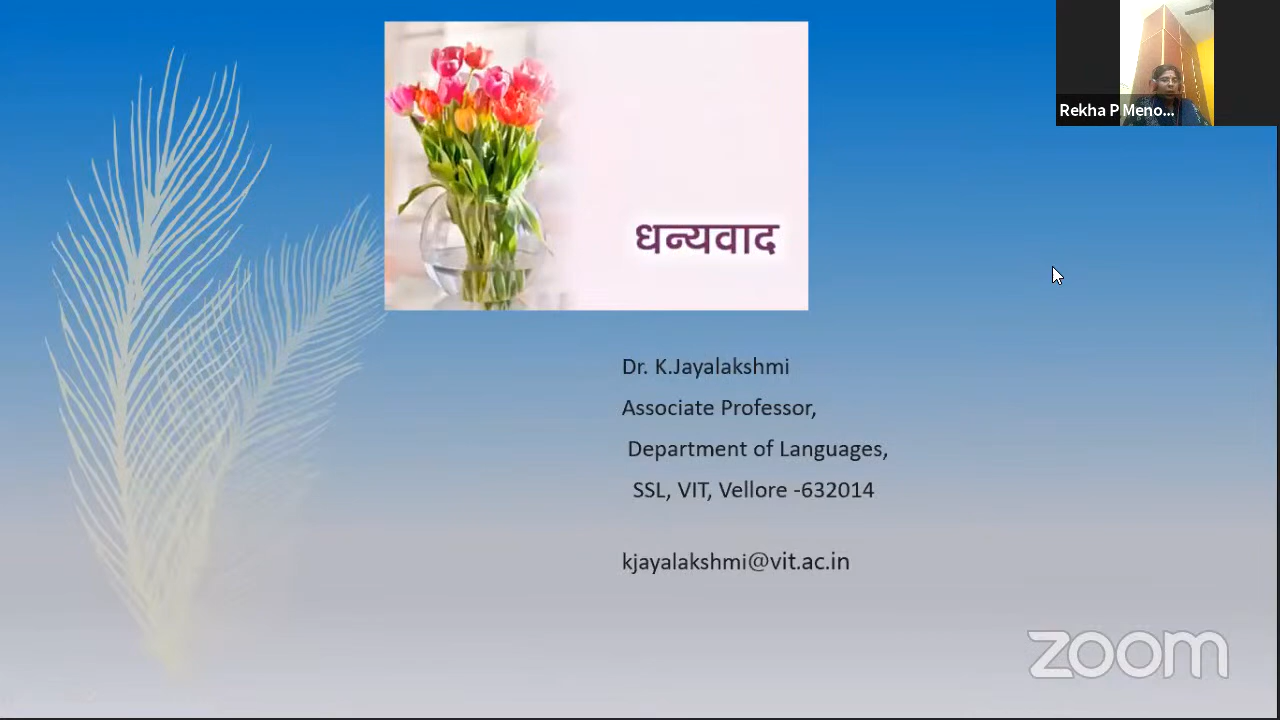 Rekha P Meno...
धन्यवाद
Dr. K.Jayalakshmi
Associate Professor,
Department of Languages,
SSL, VIT, Vellore -632014
kjayalakshmi@vit.ac.in
zoom